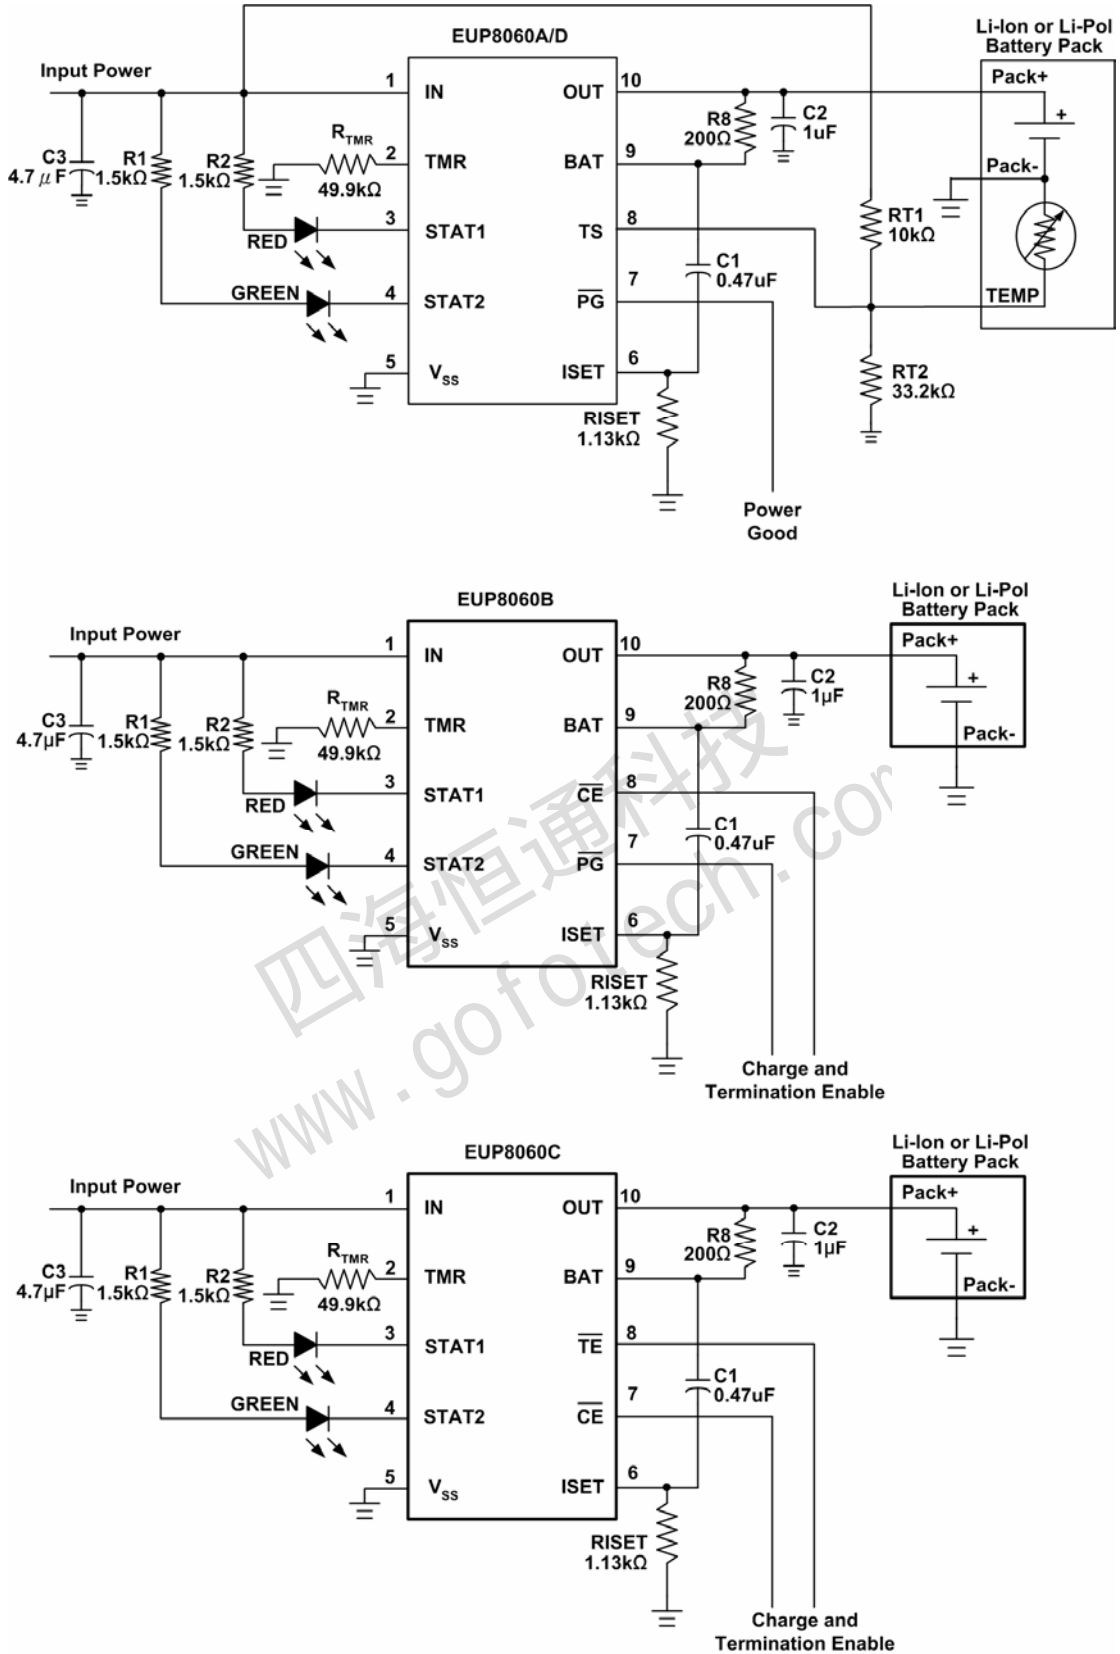 EUP8060A/D
Li-Ion or Li-Pol
Battery Pack
Input Power
1
IN
OUT
10
Pack+
+
C3
4.7μF
R1
1.5kΩ
R2
1.5kΩ
RTMR
49.9kΩ
2
TMR
BAT
9
R8
200Ω
C2
1uF
Pack-
RED
3
STAT1
TS
8
RT1
10kΩ
C1
0.47uF
GREEN
4
STAT2
PG
7
TEMP
5
VSS
ISET
6
RT2
33.2kΩ
RISET
1.13kΩ
Power
Good
EUP8060B
Li-Ion or Li-Pol
Battery Pack
Input Power
1
IN
OUT
10
Pack+
+
C3
4.7μF
R1
1.5kΩ
R2
1.5kΩ
RTMR
49.9kΩ
2
TMR
BAT
9
R8
200Ω
C2
1μF
Pack-
RED
3
STAT1
CE
8
C1
0.47uF
GREEN
4
STAT2
PG
7
5
VSS
ISET
6
RISET
1.13kΩ
Charge and
Termination Enable
四海恒通科技
www.gofotech.com
EUP8060C
Li-Ion or Li-Pol
Battery Pack
Input Power
1
IN
OUT
10
Pack+
+
C3
4.7μF
R1
1.5kΩ
R2
1.5kΩ
RTMR
49.9kΩ
2
TMR
BAT
9
R8
200Ω
C2
1μF
Pack-
RED
3
STAT1
TE
8
C1
0.47uF
GREEN
4
STAT2
CE
7
5
VSS
ISET
6
RISET
1.13kΩ
Charge and
Termination Enable